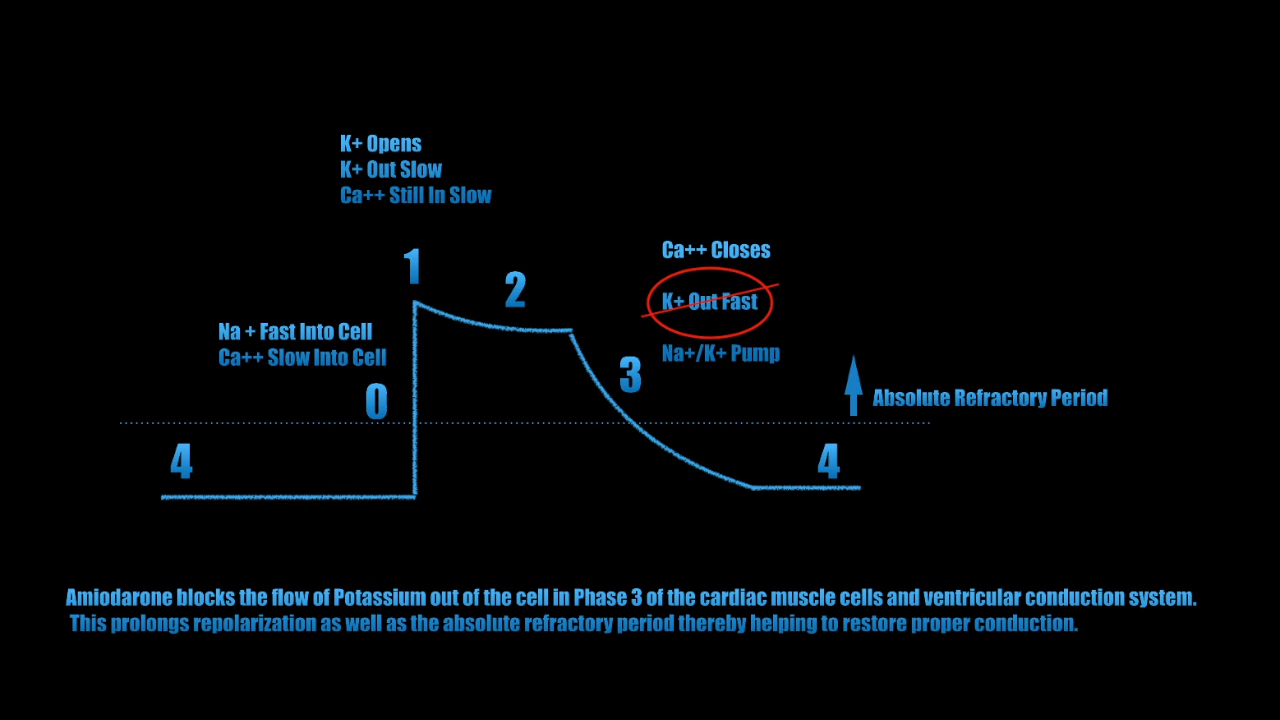 K+ Opens
K+ Out Slow
Ca++ Still In Slow
1
2
Ca++ Closes
K+ Out Fast
Na+/K+ Pump
Na + Fast Into Cell
Ca++ Slow Into Cell
0
3
Absolute Refractory Period
4
4
Amiodarone blocks the flow of Potassium out of the cell in Phase 3 of the cardiac muscle cells and ventricular conduction system.
This prolongs repolarization as well as the absolute refractory period thereby helping to restore proper conduction.